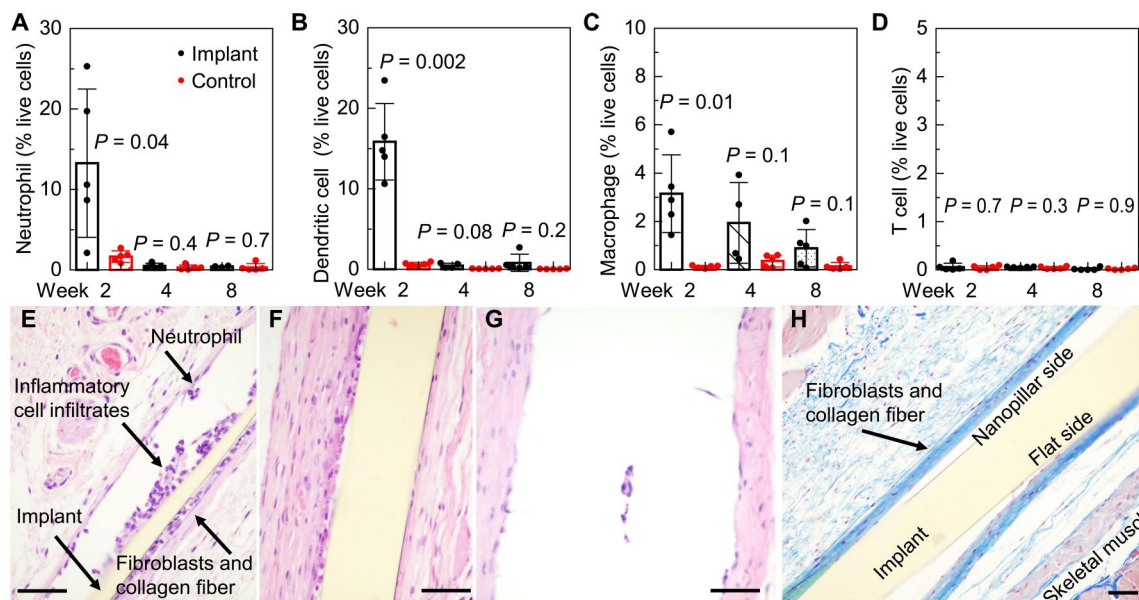 A
Neutrophil (% live cells)
30
20
10
0
Implant
Control
P = 0.04
P = 0.4
P = 0.7
Week 2 4 8
B
Dendritic cell (% live cells)
30
20
10
0
P = 0.002
P = 0.08
P = 0.2
2 4 8
C
Macrophage (% live cells)
10
8
6
4
2
0
P = 0.01
P = 0.1
P = 0.1
Week 2 4 8
D
T cell (% live cells)
5
4
3
2
1
0
P = 0.7
P = 0.3
P = 0.9
2 4 8
E
Neutrophil
Inflammatory
cell infiltrates
Implant
Fibroblasts and
collagen fiber
F
G
H
Fibroblasts and
collagen fiber
Nanopillar side
Flat side
Implant
Skeletal muscl